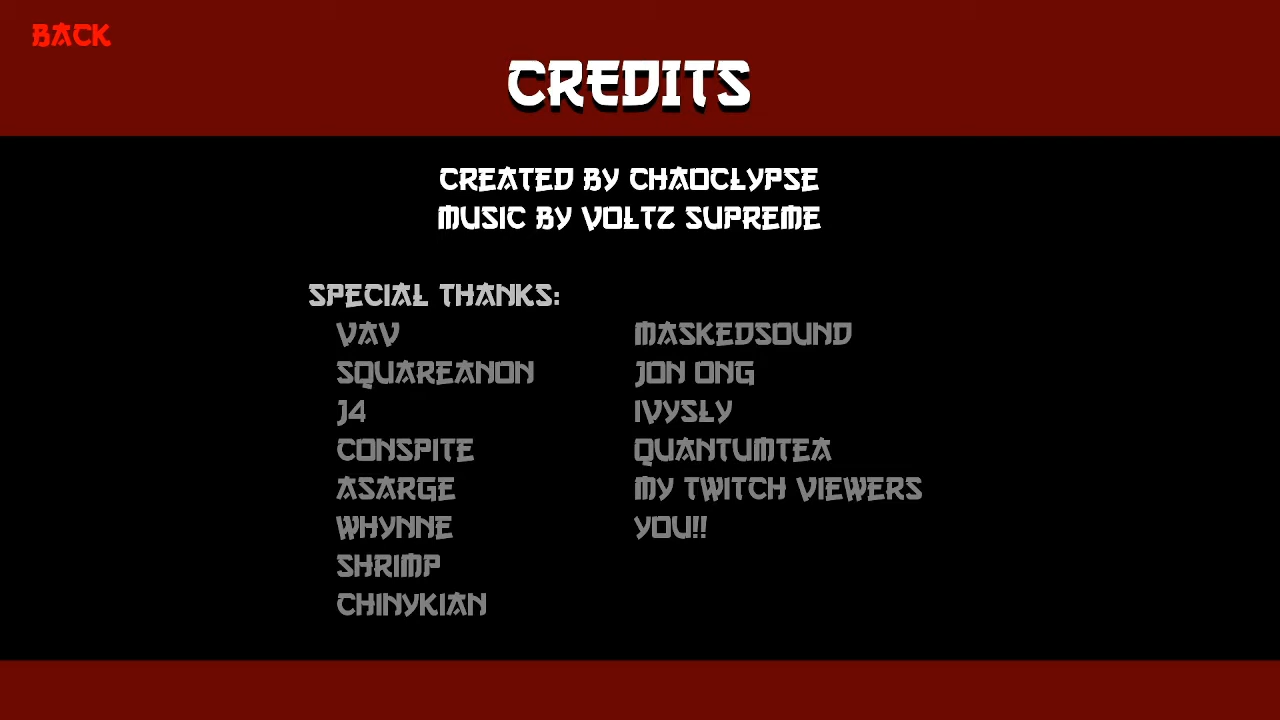 BACK
CREDITS
CREATED BY CHAOCLYPSE
MUSIC BY VOLTZ SUPREME
SPECIAL THANKS:
VAV
SQUAREANON
J4
CONSPITE
ASARGE
WHYNNE
SHRIMP
CHINYKIAN
MASKEDSOUND
JON ONG
IVYSLY
QUANTUMTEA
MY TWITCH VIEWERS
YOU!!